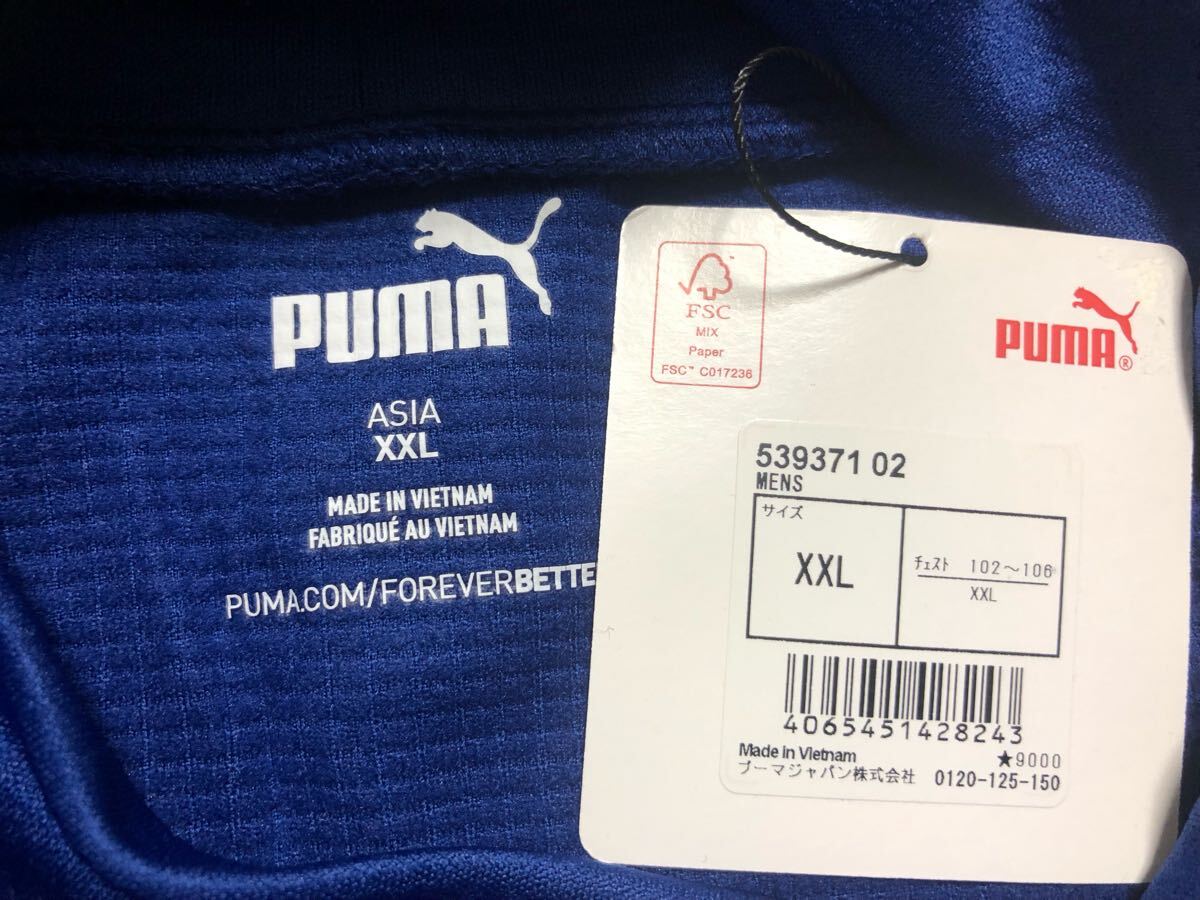 PUMA
ASIA
XXL
MADE IN VIETNAM
FABRIQUÉ AU VIETNAM
PUMA.COM/FOREVERBETTE
FSC
MIX
Paper
FSC™ C017236
PUMA®
539371 02
MENS
サイズ
XXL
チェスト 102～106
XXL
4065451428243
Made in Vietnam
★9000
プーマジャパン株式会社 0120-125-150